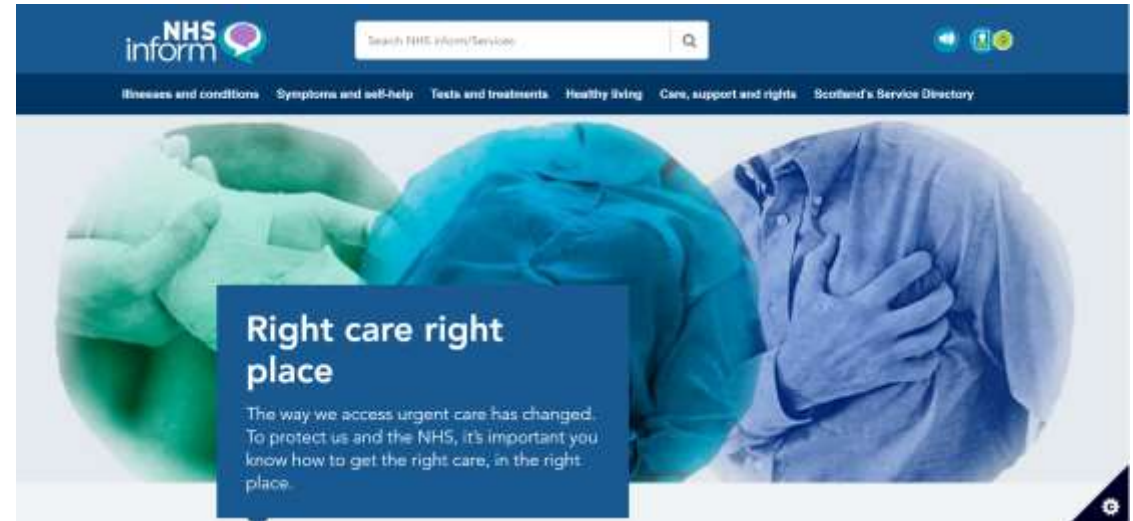 NHS
inform
Search NHS inform/Services
Illnesses and conditions Symptoms and self-help Tests and treatments Healthy living Care, support and rights Scotland's Service Directory
Right care right
place
The way we access urgent care has changed.
To protect us and the NHS, it's important you
know how to get the right care, in the right
place.